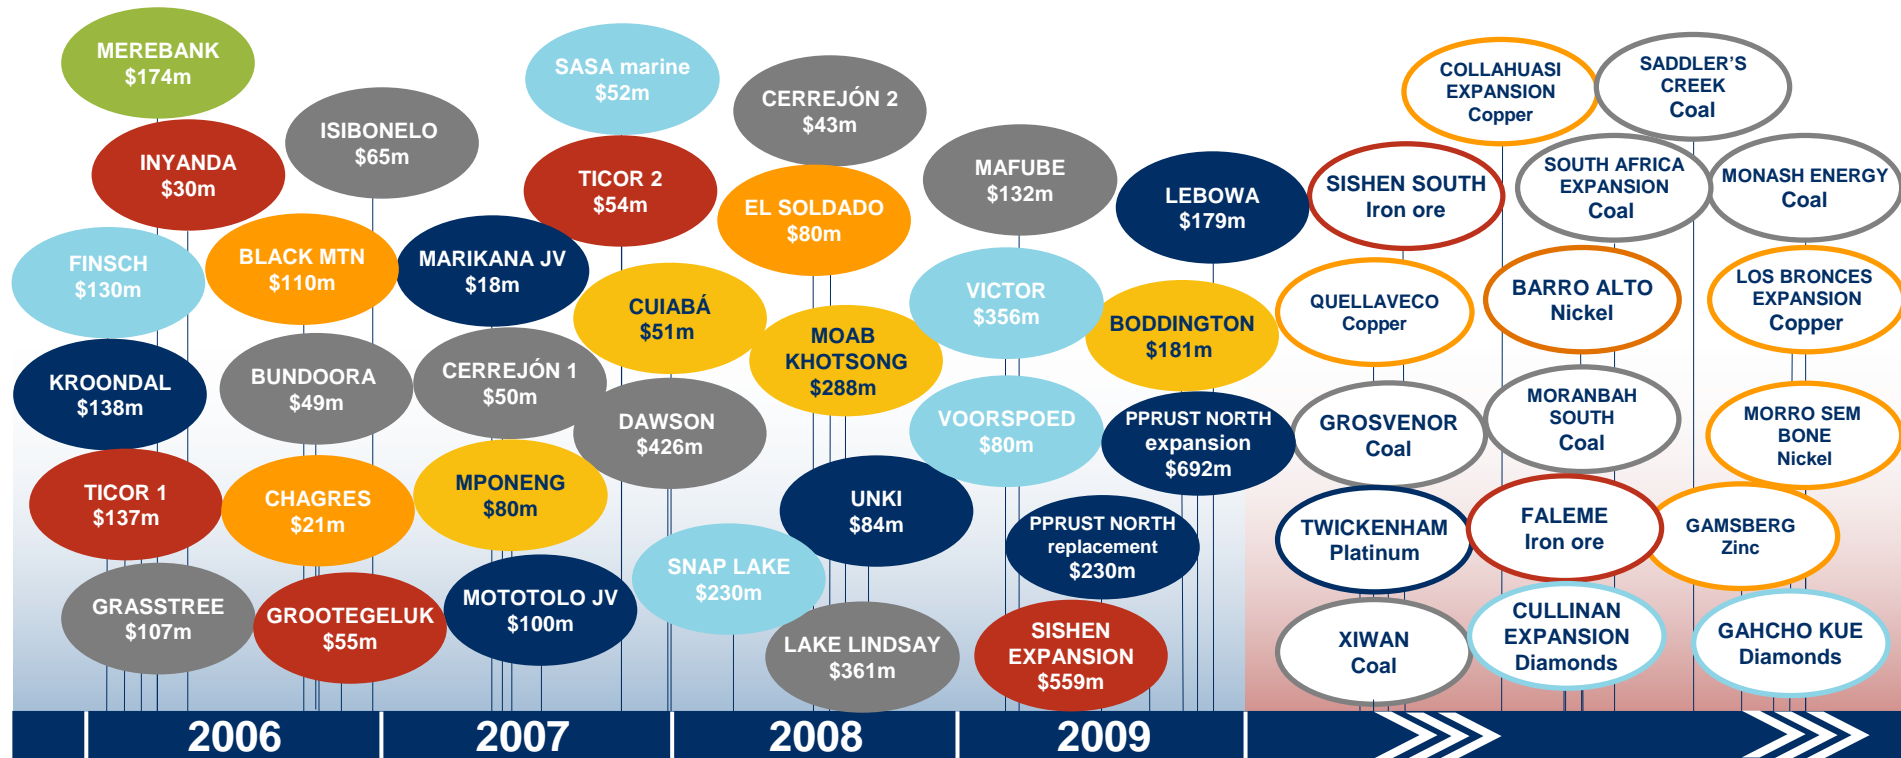 MEREBANK
$174m
INYANDA
$30m
FINSCH
$130m
KROONDAL
$138m
TICOR 1
$137m
GRASSTREE
$107m
ISIBONELO
$65m
BLACK MTN
$110m
BUNDOORA
$49m
CHAGRES
$21m
GROOTEGELUK
$55m
MARIKANA JV
$18m
CERREJÓN 1
$50m
MPONENG
$80m
MOTOTOLO JV
$100m
SASA marine
$52m
TICOR 2
$54m
CUIABÁ
$51m
DAWSON
$426m
SNAP LAKE
$230m
CERREJÓN 2
$43m
EL SOLDADO
$80m
MOAB
KHOTSONG
$288m
UNKI
$84m
LAKE LINDSAY
$361m
MAFUBE
$132m
VICTOR
$356m
VOORSPOED
$80m
PPRUST NORTH
replacement
$230m
SISHEN
EXPANSION
$559m
LEBOWA
$179m
BODDINGTON
$181m
PPRUST NORTH
expansion
$692m
COLLAHUASI
EXPANSION
Copper
SISHEN SOUTH
Iron ore
QUELLAVECO
Copper
GROSVENOR
Coal
TWICKENHAM
Platinum
XIWAN
Coal
SADDLER'S
CREEK
Coal
SOUTH AFRICA
EXPANSION
Coal
BARRO ALTO
Nickel
MORANBAH
SOUTH
Coal
FALEME
Iron ore
CULLINAN
EXPANSION
Diamonds
MONASH ENERGY
Coal
LOS BRONCES
EXPANSION
Copper
MORRO SEM
BONE
Nickel
GAMSBERG
Zinc
GAHCHO KUE
Diamonds
2006
2007
2008
2009